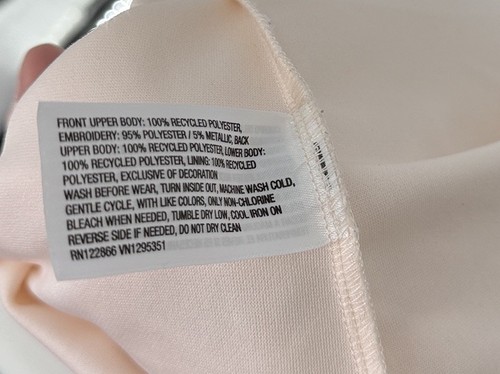 FRONT UPPER BODY: 100% RECYCLED POLYESTER,
EMBROIDERY: 95% POLYESTER / 5% METALLIC, BACK
UPPER BODY: 100% RECYCLED POLYESTER, LOWER BODY:
100% RECYCLED POLYESTER, LINING: 100% RECYCLED
POLYESTER, EXCLUSIVE OF DECORATION
WASH BEFORE WEAR, TURN INSIDE OUT, MACHINE WASH COLD,
GENTLE CYCLE, WITH LIKE COLORS, ONLY NON-CHLORINE
BLEACH WHEN NEEDED, TUMBLE DRY LOW, COOL IRON ON
REVERSE SIDE IF NEEDED, DO NOT DRY CLEAN
RN122866 VN1295351